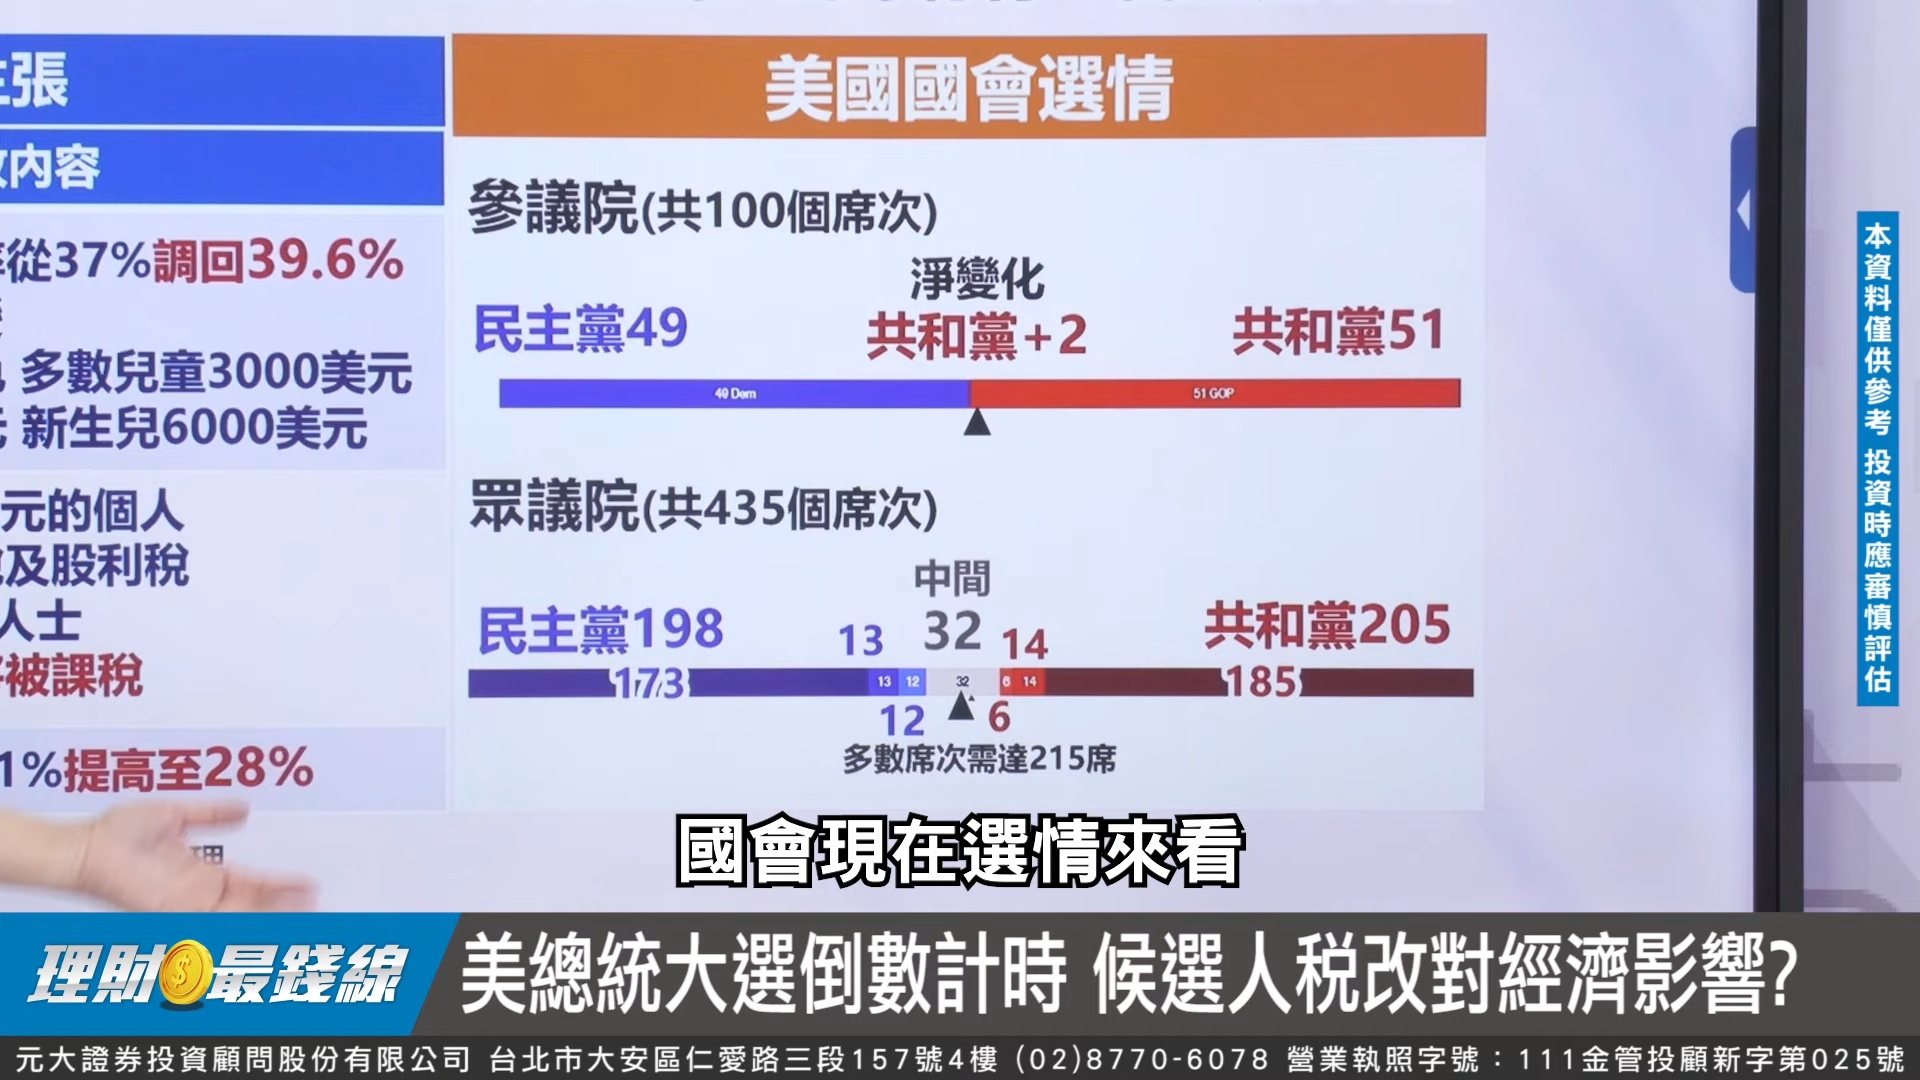 張
內容
從37%調回39.6%
多數兒童3000美元
新生兒6000美元
元的個人
及股利稅
人士
被課稅
1%提高至28%
理
美國國會選情
參議院(共100個席次)
淨變化
民主黨49 共和黨+2 共和黨51
49 Dem 51 GOP
眾議院(共435個席次)
中間
民主黨198 13 32 14 共和黨205
173 13 12 32 6 14 185
12 6
多數席次需達215席
本資料僅供參考 投資時應審慎評估
國會現在選情來看
理財最錢線
美總統大選倒數計時 候選人稅改對經濟影響?
元大證券投資顧問股份有限公司 台北市大安區仁愛路三段157號4樓 (02)8770-6078 營業執照字號：111金管投顧新字第025號